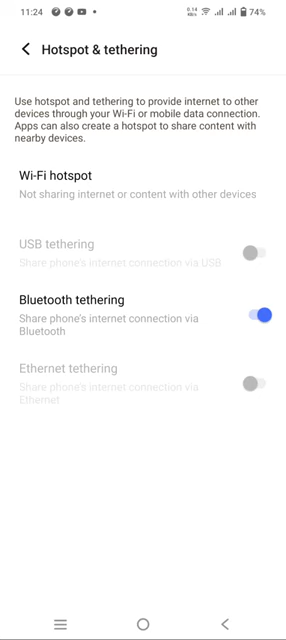 11:24 0.14 KB/s 74%
Hotspot & tethering
Use hotspot and tethering to provide internet to other
devices through your Wi-Fi or mobile data connection.
Apps can also create a hotspot to share content with
nearby devices.
Wi-Fi hotspot
Not sharing internet or content with other devices
USB tethering
Share phone's internet connection via USB
Bluetooth tethering
Share phone's internet connection via
Bluetooth
Ethernet tethering
Share phone's internet connection via
Ethernet